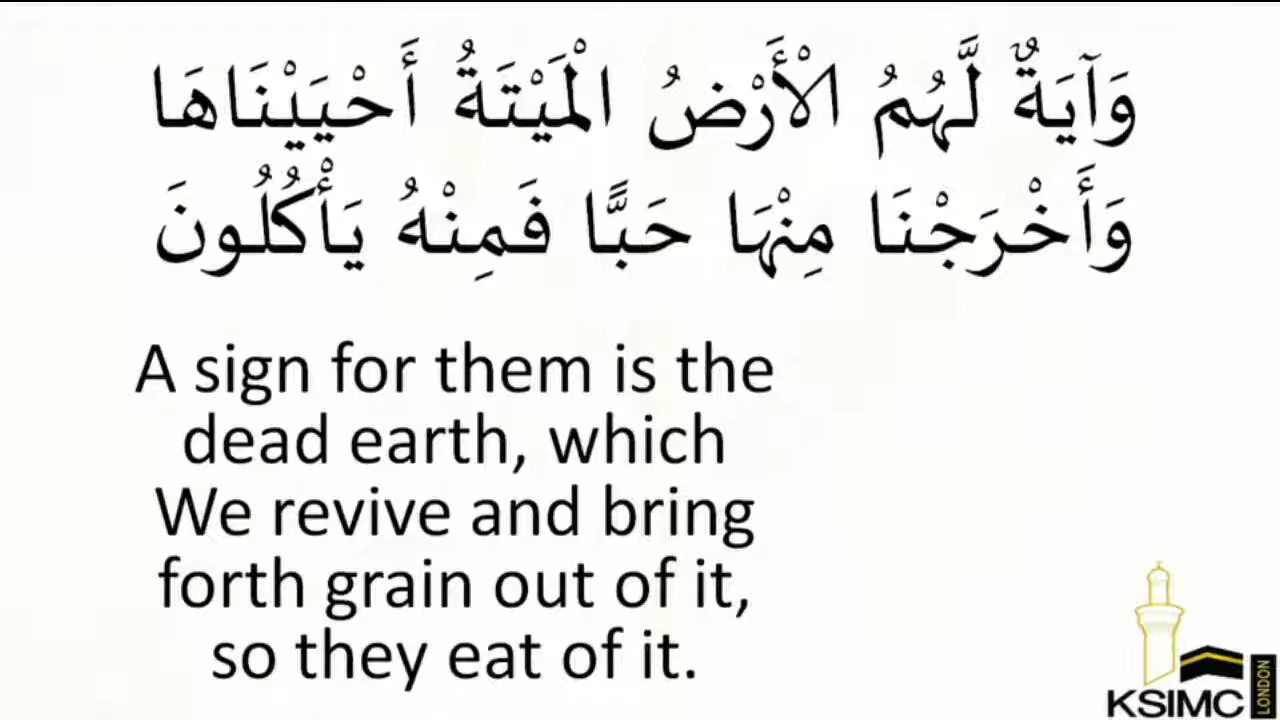 وَآيَةٌ لَّهُمُ الْأَرْضُ الْمَيْتَةُ أَحْيَيْنَاهَا
وَأَخْرَجْنَا مِنْهَا حَبًّا فَمِنْهُ يَأْكُلُونَ
A sign for them is the
dead earth, which
We revive and bring
forth grain out of it,
so they eat of it.
KSIMC
LONDON